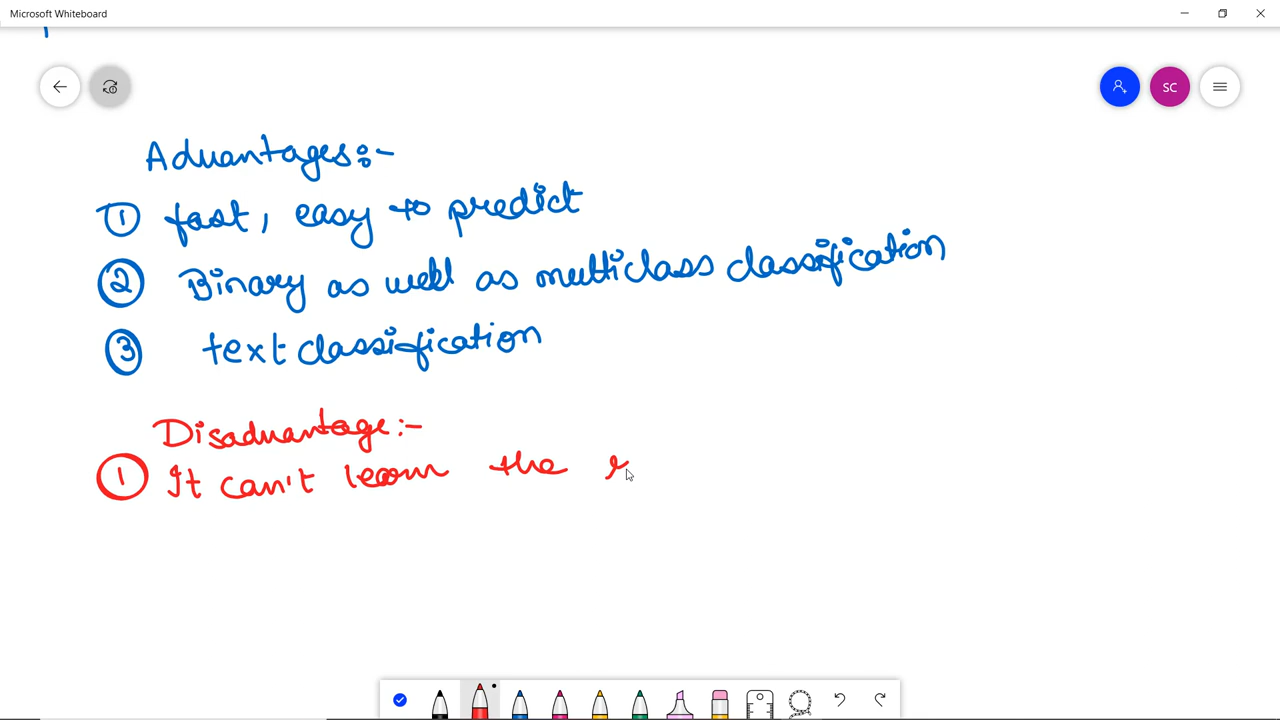 Microsoft Whiteboard
SC
Advantages:-
① fast, easy to predict
② Binary as well as multiclass classification
③ text classification
Disadvantage:-
① It can't learn the r